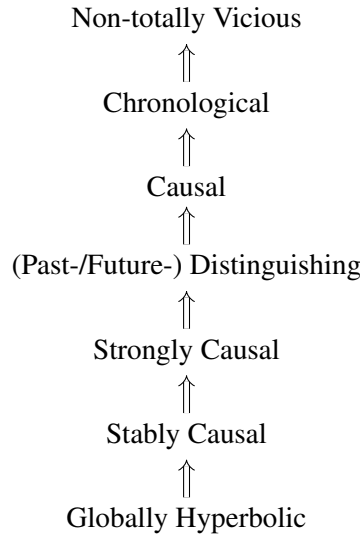 Non-totally Vicious
Chronological
Causal
(Past-/Future-) Distinguishing
Strongly Causal
Stably Causal
Globally Hyperbolic